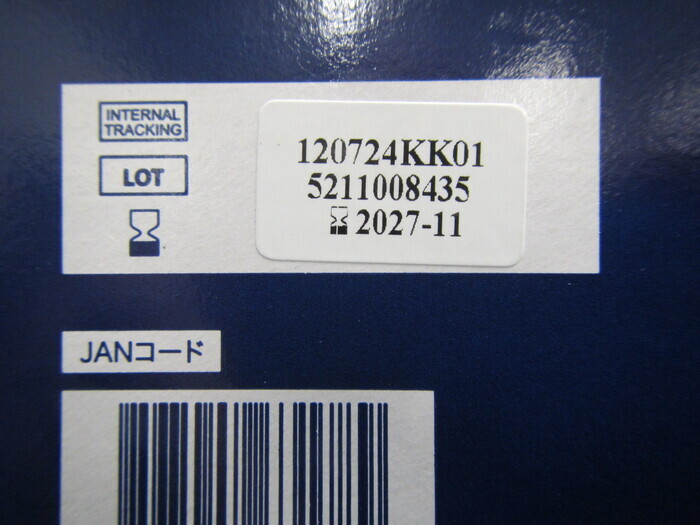 INTERNAL
TRACKING
LOT
120724KK01
5211008435
2027-11
JANコード